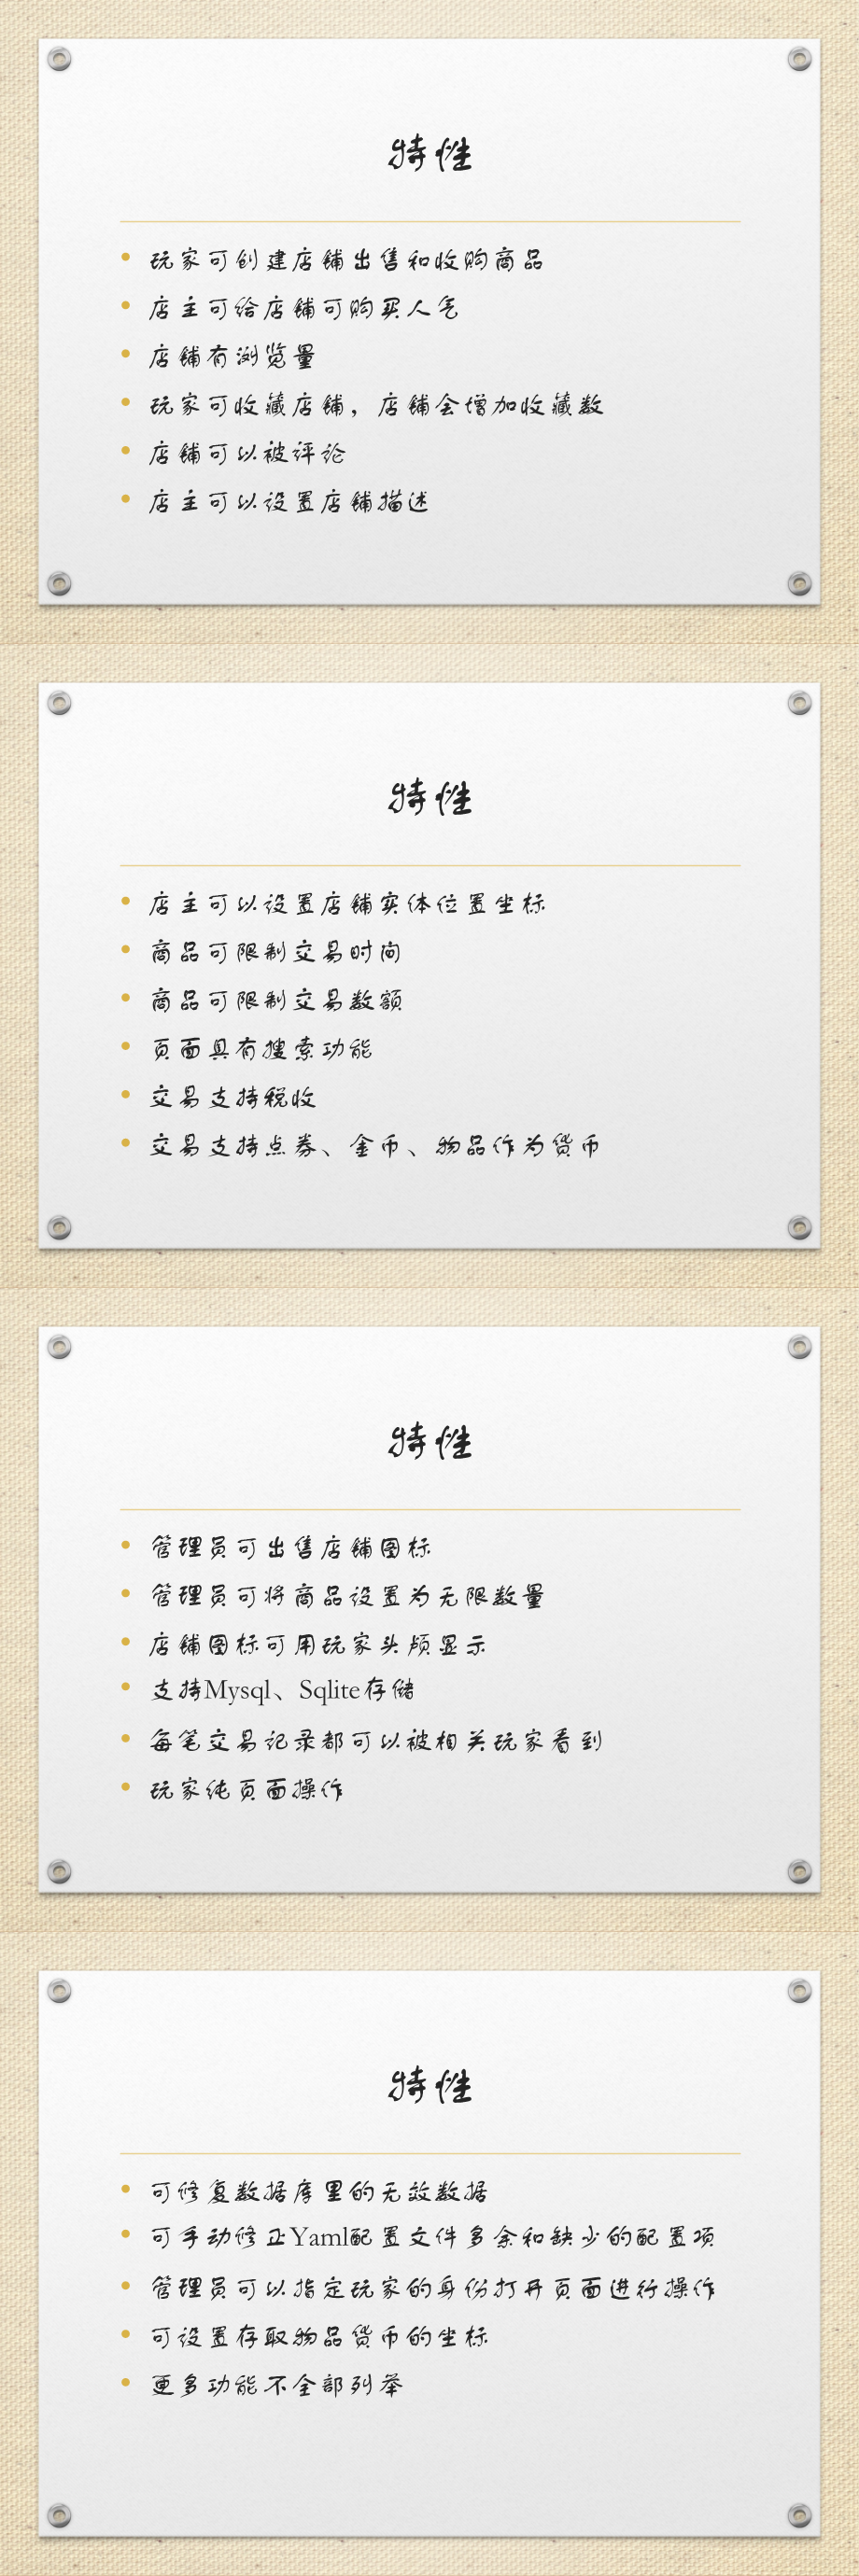 特性
玩家可创建店铺出售和收购商品
店主可给店铺可购买人气
店铺有浏览量
玩家可收藏店铺，店铺会增加收藏数
店铺可以被评论
店主可以设置店铺描述
特性
店主可以设置店铺实体位置坐标
商品可限制交易时间
商品可限制交易数额
页面具有搜索功能
交易支持税收
交易支持点券、金币、物品作为货币
特性
管理员可出售店铺图标
管理员可将商品设置为无限数量
店铺图标可用玩家头颅显示
支持Mysql、Sqlite存储
每笔交易记录都可以被相关玩家看到
玩家纯页面操作
特性
可修复数据库里的无效数据
可手动修正Yaml配置文件多余和缺少的配置项
管理员可以指定玩家的身份打开页面进行操作
可设置存取物品货币的坐标
更多功能不全部列举